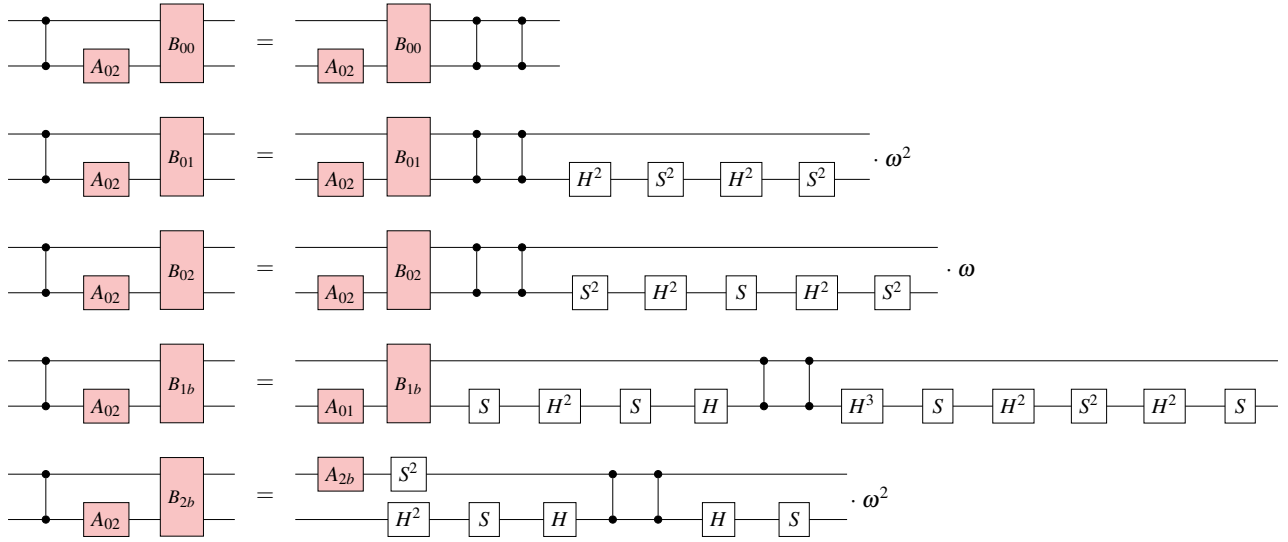 A₀₂ B₀₀ = A₀₂ B₀₀
A₀₂ B₀₁ = A₀₂ B₀₁ H² S² H² S² · ω²
A₀₂ B₀₂ = A₀₂ B₀₂ S² H² S H² S² · ω
A₀₂ B₁b = A₀₁ B₁b S H² S H H³ S H² S² H² S
A₀₂ B₂b = A₂b S² H² S H H S · ω²